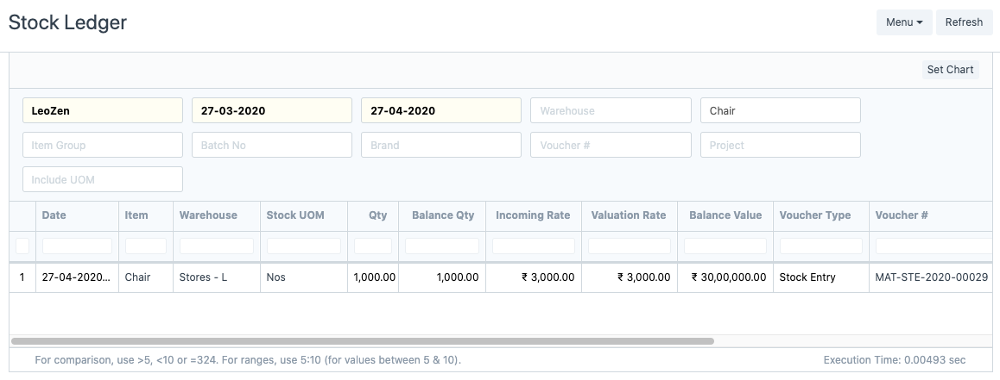 Stock Ledger
Menu Refresh
Set Chart
LeoZen 27-03-2020 27-04-2020 Warehouse Chair
Item Group Batch No Brand Voucher # Project
Include UOM
Date Item Warehouse Stock UOM Qty Balance Qty Incoming Rate Valuation Rate Balance Value Voucher Type Voucher #
1 27-04-2020... Chair Stores - L Nos 1,000.00 1,000.00 ₹ 3,000.00 ₹ 3,000.00 ₹ 30,00,000.00 Stock Entry MAT-STE-2020-00029
For comparison, use >5, <10 or =324. For ranges, use 5:10 (for values between 5 & 10). Execution Time: 0.00493 sec